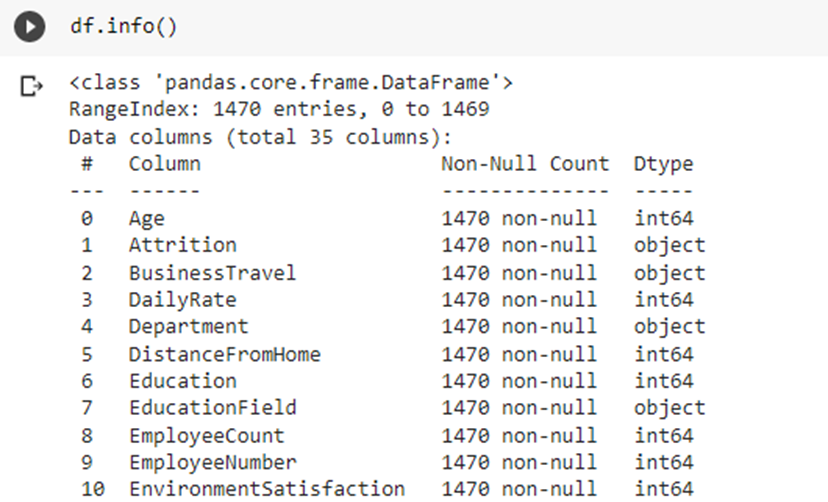 df.info()
<class 'pandas.core.frame.DataFrame'>
RangeIndex: 1470 entries, 0 to 1469
Data columns (total 35 columns):
 #   Column                    Non-Null Count  Dtype
---  ------                    --------------  -----
 0   Age                       1470 non-null   int64
 1   Attrition                 1470 non-null   object
 2   BusinessTravel            1470 non-null   object
 3   DailyRate                 1470 non-null   int64
 4   Department                1470 non-null   object
 5   DistanceFromHome          1470 non-null   int64
 6   Education                 1470 non-null   int64
 7   EducationField            1470 non-null   object
 8   EmployeeCount             1470 non-null   int64
 9   EmployeeNumber            1470 non-null   int64
 10  EnvironmentSatisfaction   1470 non-null   int64